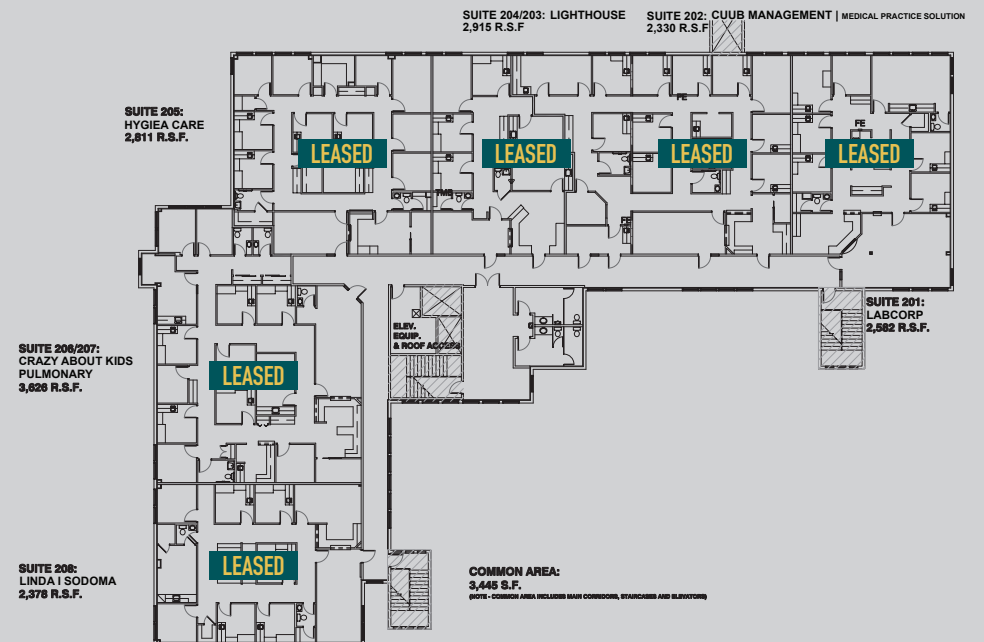 SUITE 204/203: LIGHTHOUSE
2,915 R.S.F
SUITE 202: CUUB MANAGEMENT | MEDICAL PRACTICE SOLUTION
2,330 R.S.F
SUITE 205:
HYGIEA CARE
2,811 R.S.F.
LEASED
LEASED
LEASED
LEASED
FE
FE
TMB
FE
SUITE 201:
LABCORP
2,582 R.S.F.
ELEV.
EQUIP.
& ROOF ACCESS
SUITE 206/207:
CRAZY ABOUT KIDS
PULMONARY
3,626 R.S.F.
LEASED
SUITE 208:
LINDA I SODOMA
2,378 R.S.F.
LEASED
COMMON AREA:
3,445 S.F.
(NOTE - COMMON AREA INCLUDES MAIN CORRIDORS, STAIRCASES AND ELEVATORS)